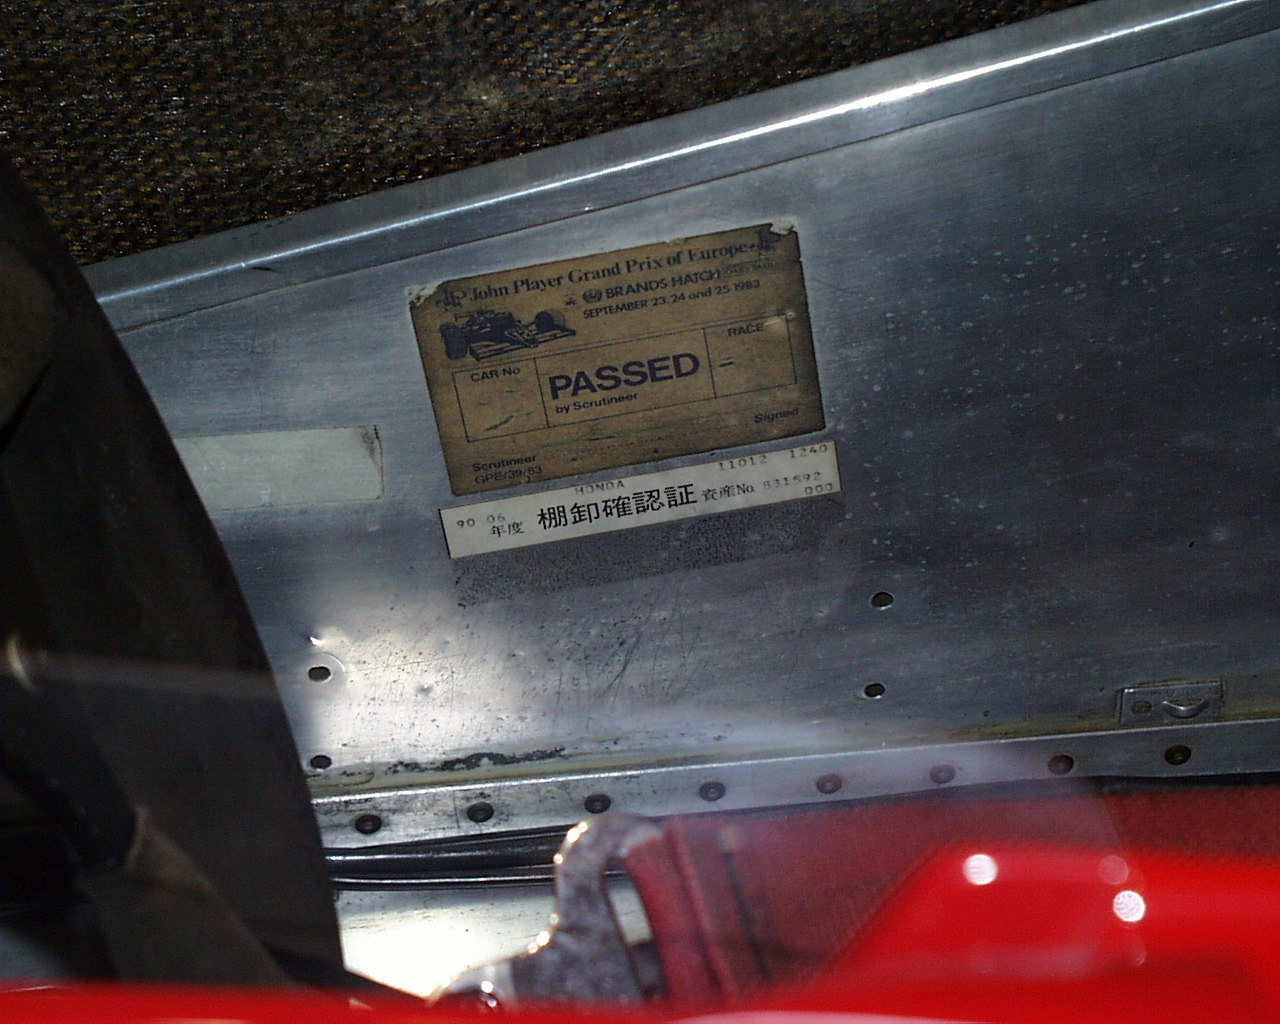 John Player Grand Prix of Europe
BRANDS HATCH
SEPTEMBER 23, 24 and 25 1983
CAR No
PASSED
by Scrutineer
RACE
Signed
Scrutineer
GPE/39/83
HONDA 11012 1240
90 06 年度 棚卸確認証 資産No. 831592
000